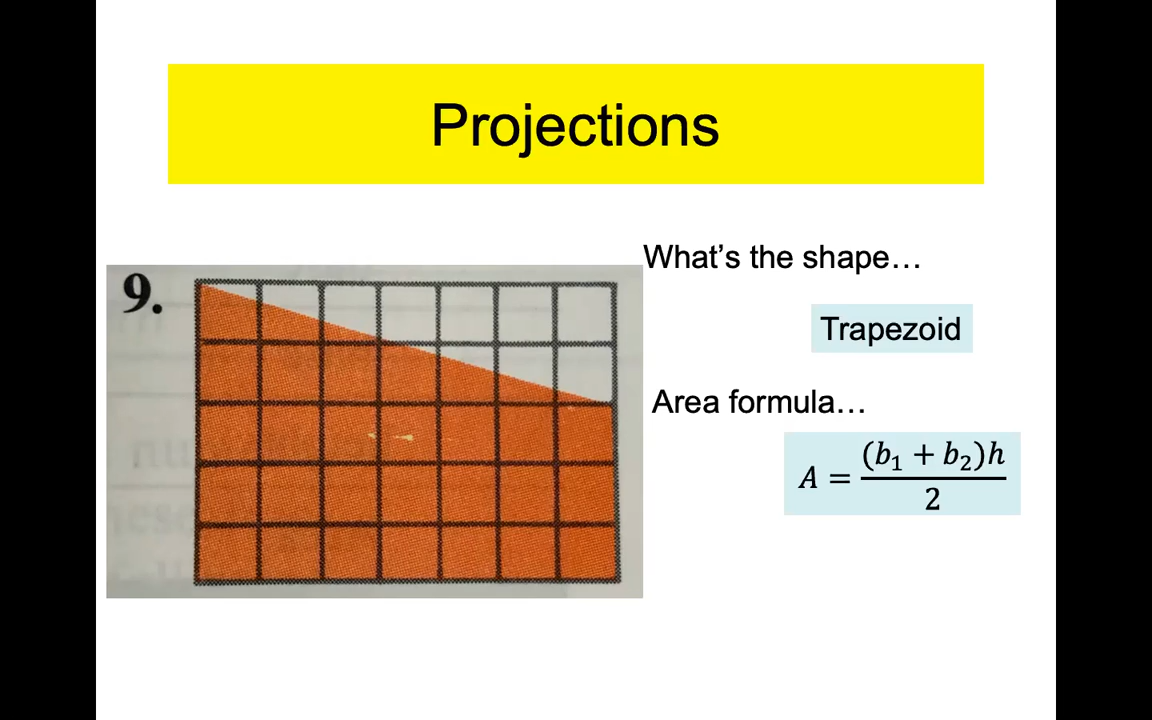 Projections
9.
What's the shape…
Trapezoid
Area formula…
A = (b₁ + b₂)h / 2